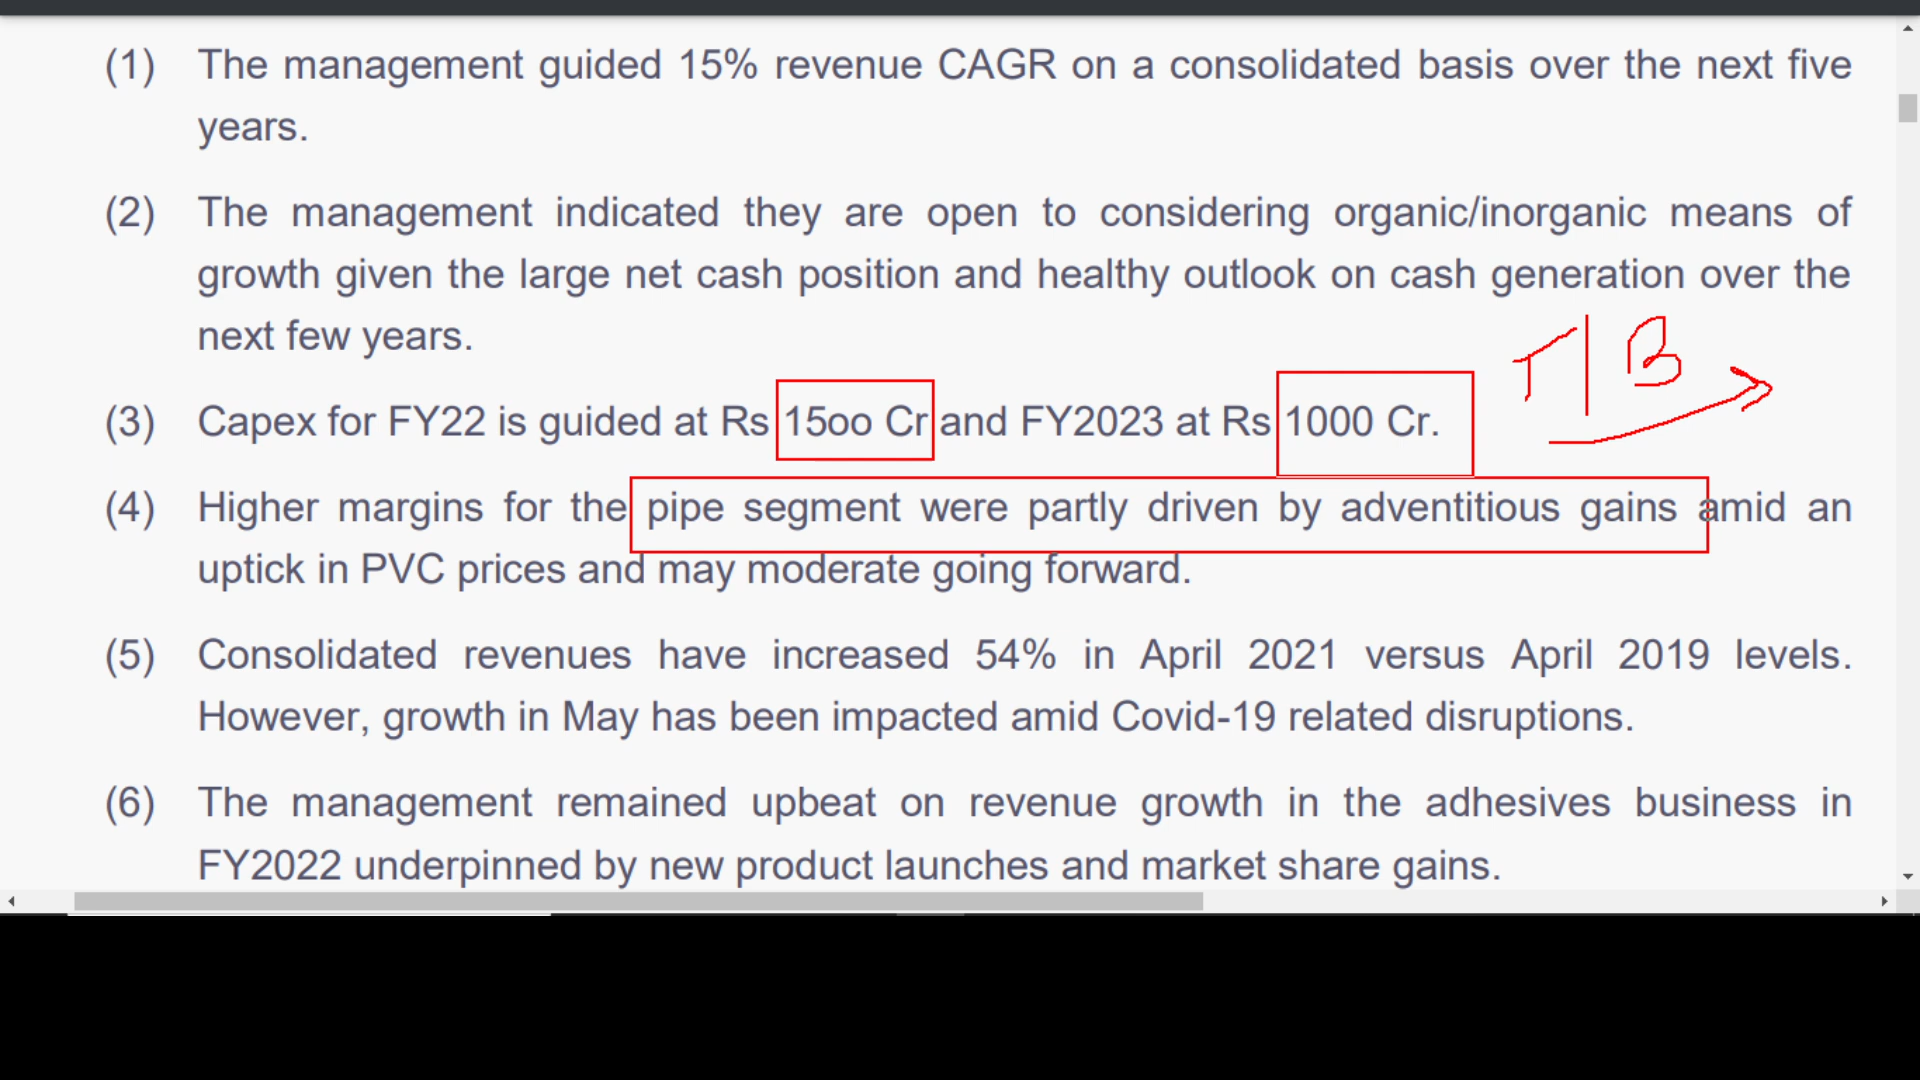 (1) The management guided 15% revenue CAGR on a consolidated basis over the next five
years.
(2) The management indicated they are open to considering organic/inorganic means of
growth given the large net cash position and healthy outlook on cash generation over the
next few years.
(3) Capex for FY22 is guided at Rs 15oo Cr and FY2023 at Rs 1000 Cr.
(4) Higher margins for the pipe segment were partly driven by adventitious gains amid an
uptick in PVC prices and may moderate going forward.
(5) Consolidated revenues have increased 54% in April 2021 versus April 2019 levels.
However, growth in May has been impacted amid Covid-19 related disruptions.
(6) The management remained upbeat on revenue growth in the adhesives business in
FY2022 underpinned by new product launches and market share gains.